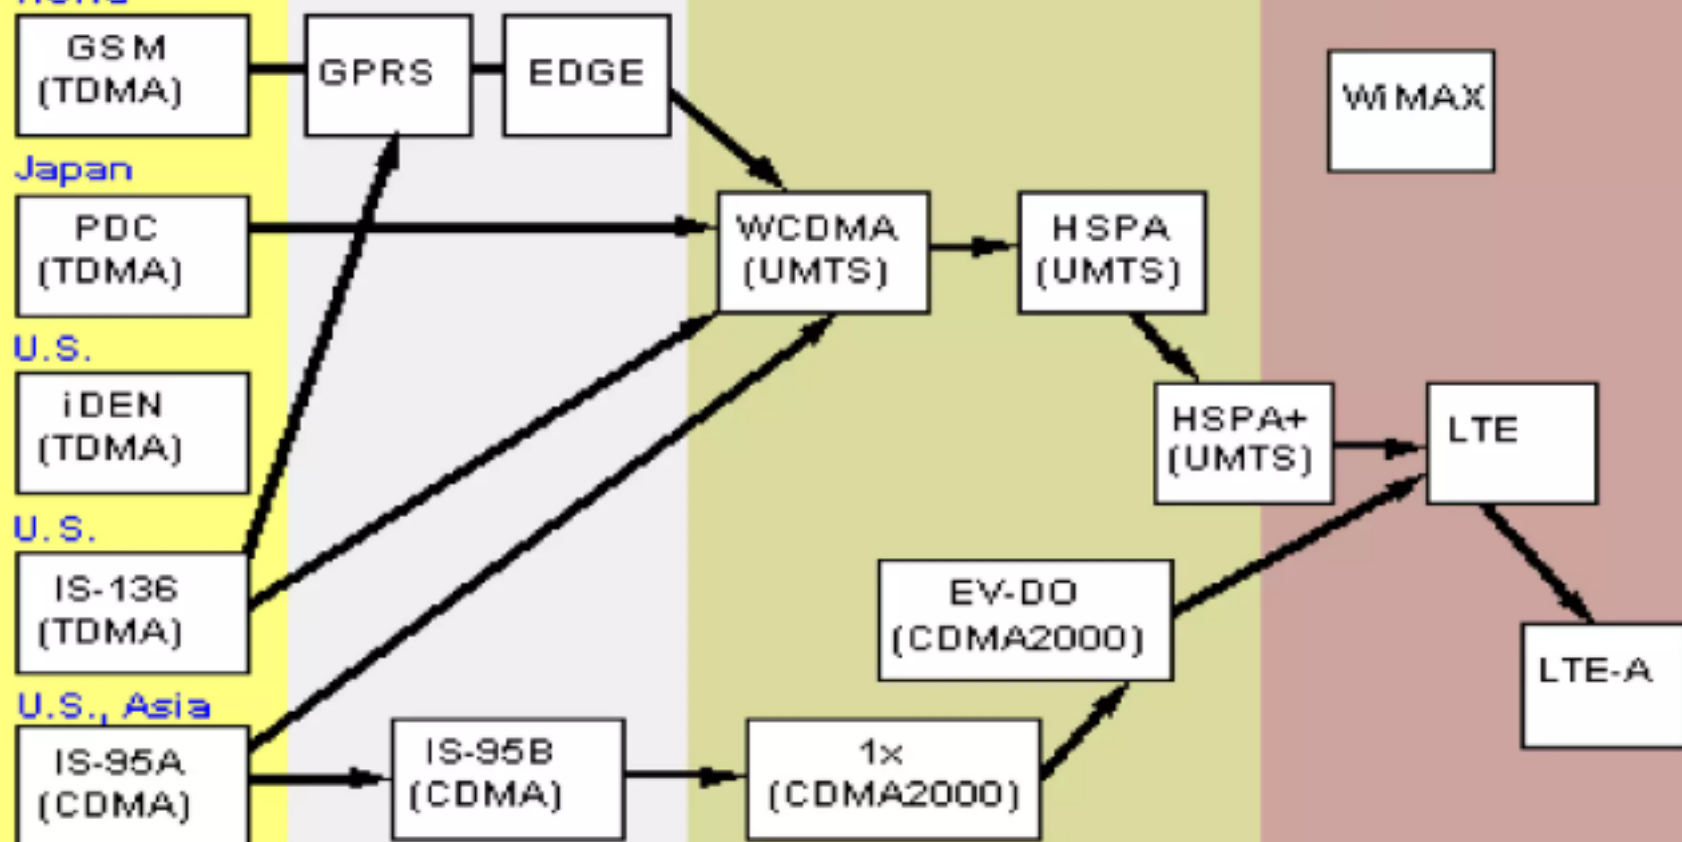 GSM
(TDMA)
GPRS
EDGE
WiMAX
Japan
PDC
(TDMA)
WCDMA
(UMTS)
HSPA
(UMTS)
U.S.
iDEN
(TDMA)
HSPA+
(UMTS)
LTE
U.S.
IS-136
(TDMA)
EV-DO
(CDMA2000)
LTE-A
U.S., Asia
IS-95A
(CDMA)
IS-95B
(CDMA)
1x
(CDMA2000)